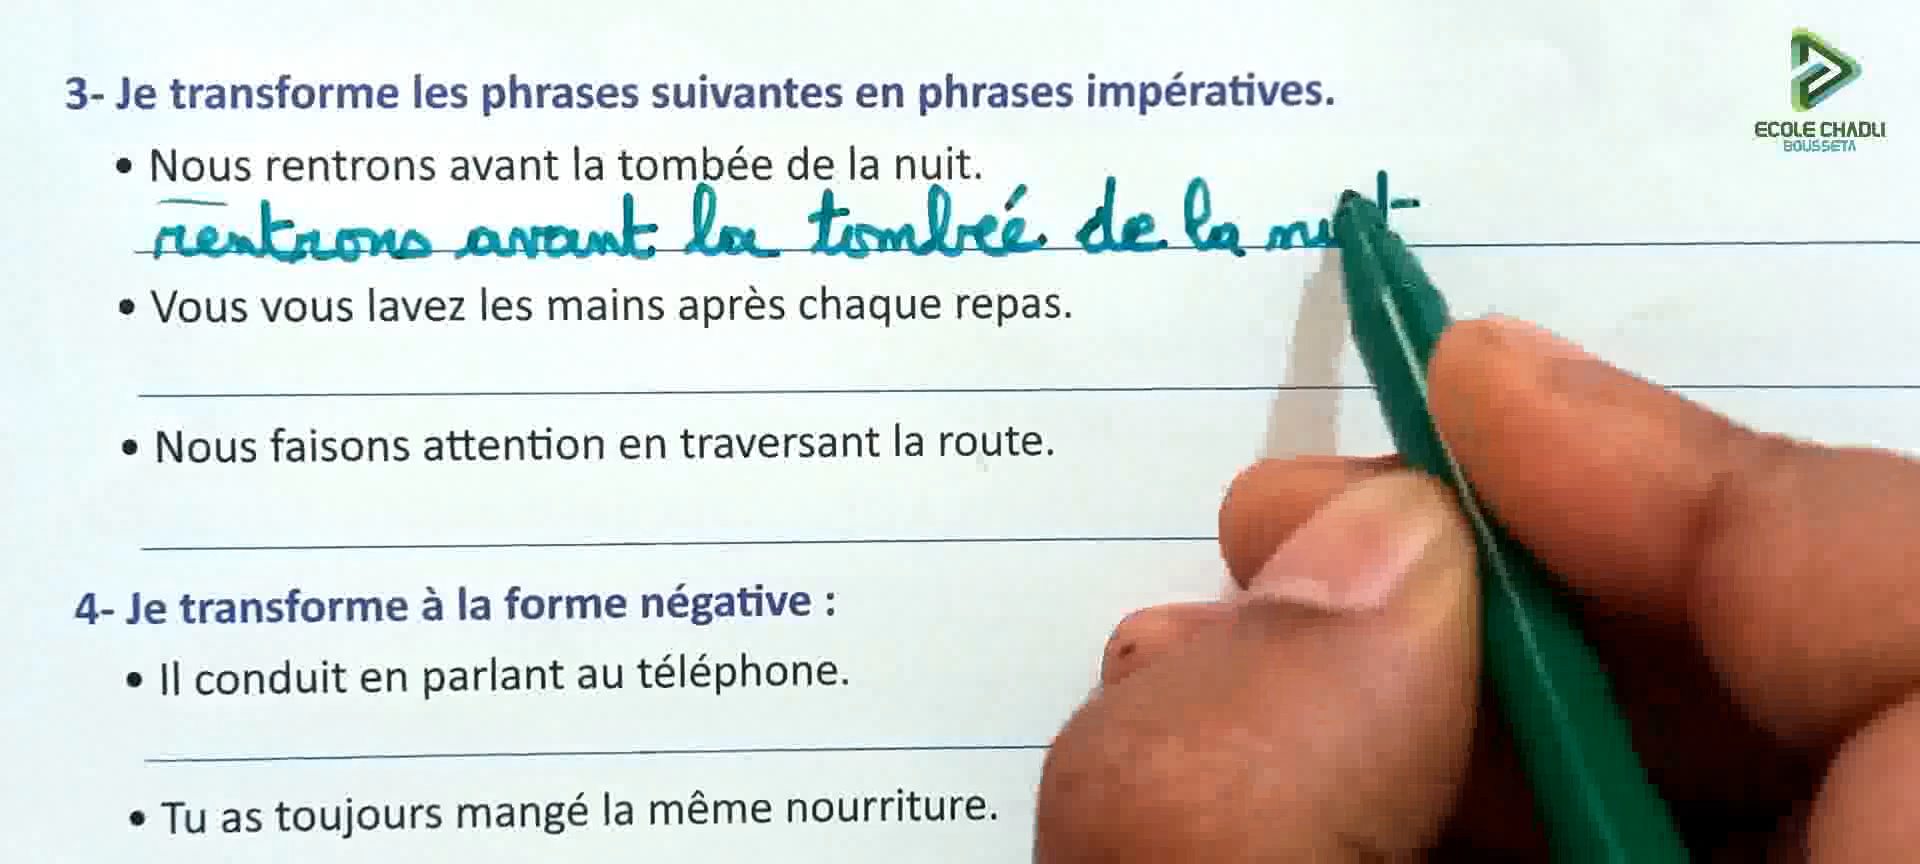 3- Je transforme les phrases suivantes en phrases impératives.
ECOLE CHADLI
BOUSSETA
• Nous rentrons avant la tombée de la nuit.
rentrons avant la tombée de la
• Vous vous lavez les mains après chaque repas.
• Nous faisons attention en traversant la route.
4- Je transforme à la forme négative :
• Il conduit en parlant au téléphone.
• Tu as toujours mangé la même nourriture.